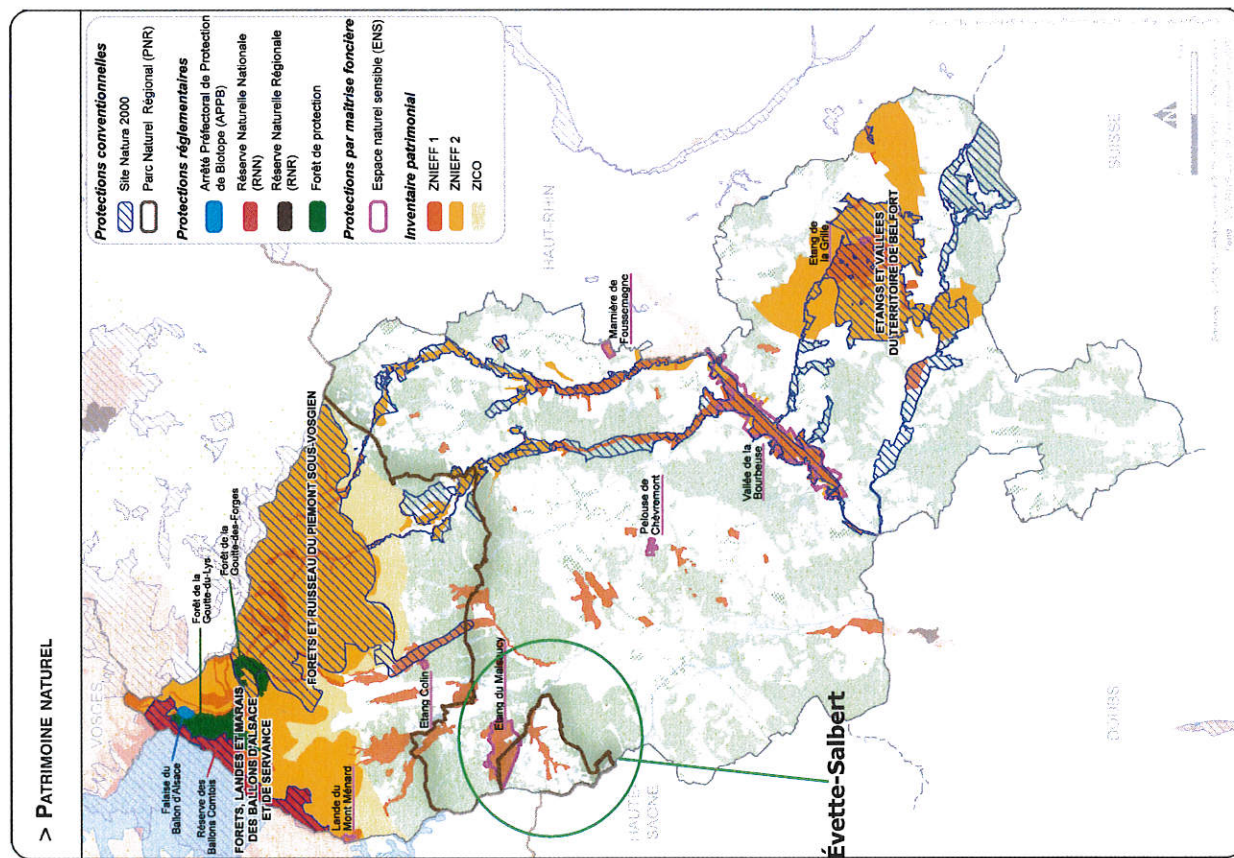 > PATRIMOINE NATUREL
Protections conventionnelles
Site Natura 2000
Parc Naturel Régional (PNR)
Protections réglementaires
Arrêté Préfectoral de Protection
de Biotope (APPB)
Réserve Naturelle Nationale
(RNN)
Réserve Naturelle Régionale
(RNR)
Forêt de protection
Protections par maîtrise foncière
Espace naturel sensible (ENS)
Inventaire patrimonial
ZNIEFF 1
ZNIEFF 2
ZICO
VOSGES
Forêt de la
Goutte-du-Lys
Forêt de la
Goutte-des-Forges
Falaise du
Ballon d'Alsace
Réserve des
Ballons Comtois
FORETS, LANDES ET MARAIS
DES BALLONS D'ALSACE
ET DE SERVANCE
FORETS ET RUISSEAU DU PIEMONT SOUS-VOSGIEN
Lande du
Mont Ménard
Etang Colin
Etang du Malsaucy
HAUTE
SAONE
HAUT-RHIN
Marnière de
Foussemagne
Pelouse de
Chèvremont
Vallée de la
Bourbeuse
Etang de
la Grille
ETANGS ET VALLEES
DU TERRITOIRE DE BELFORT
SUISSE
DOUBS
Évette-Salbert